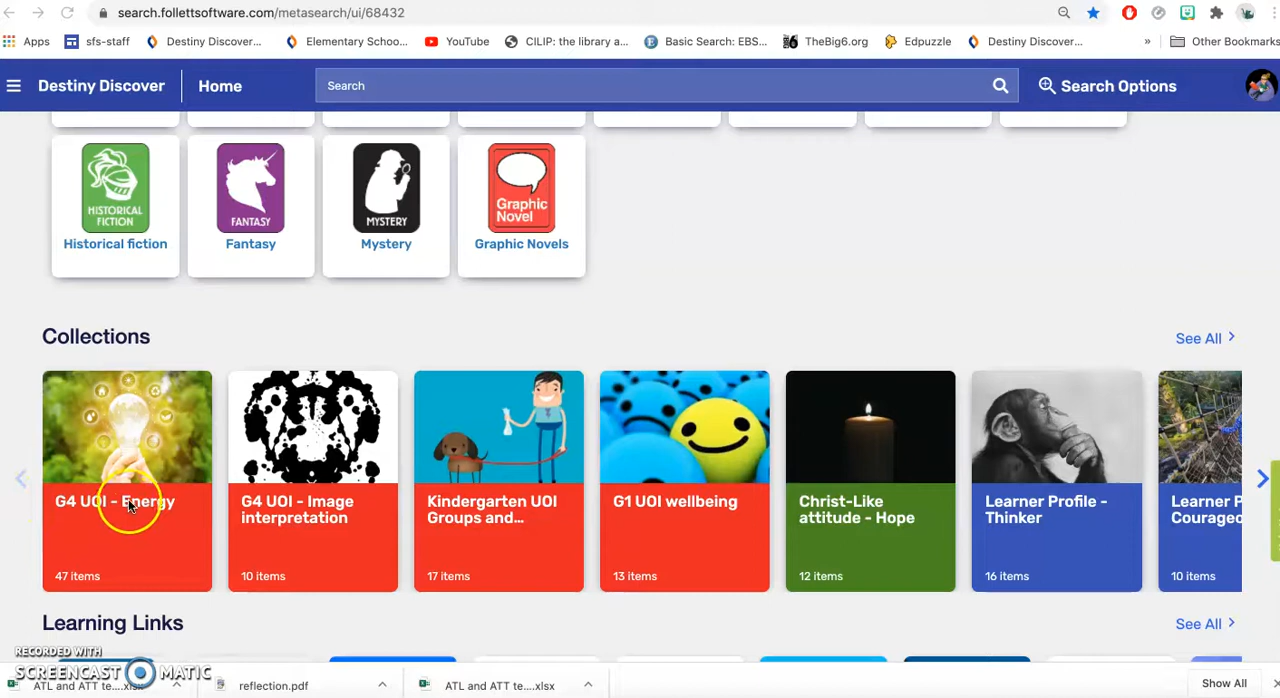 search.follettsoftware.com/metasearch/ui/68432
Apps
sfs-staff
Destiny Discover...
Elementary Schoo...
YouTube
CILIP: the library a...
Basic Search: EBS...
TheBig6.org
Edpuzzle
Destiny Discover...
»
Other Bookmarks
Destiny Discover
Home
Search
Search Options
HISTORICAL
FICTION
FANTASY
MYSTERY
Graphic
Novel
Historical fiction
Fantasy
Mystery
Graphic Novels
Collections
See All
G4 UOI - Energy
47 items
G4 UOI - Image
interpretation
10 items
Kindergarten UOI
Groups and...
17 items
G1 UOI wellbeing
13 items
Christ-Like
attitude - Hope
12 items
Learner Profile -
Thinker
16 items
Learner P
Courageo
10 items
Learning Links
See All
RECORDED WITH
SCREENCAST MATIC
ATL and ATT te....xlsx
reflection.pdf
ATL and ATT te....xlsx
Show All